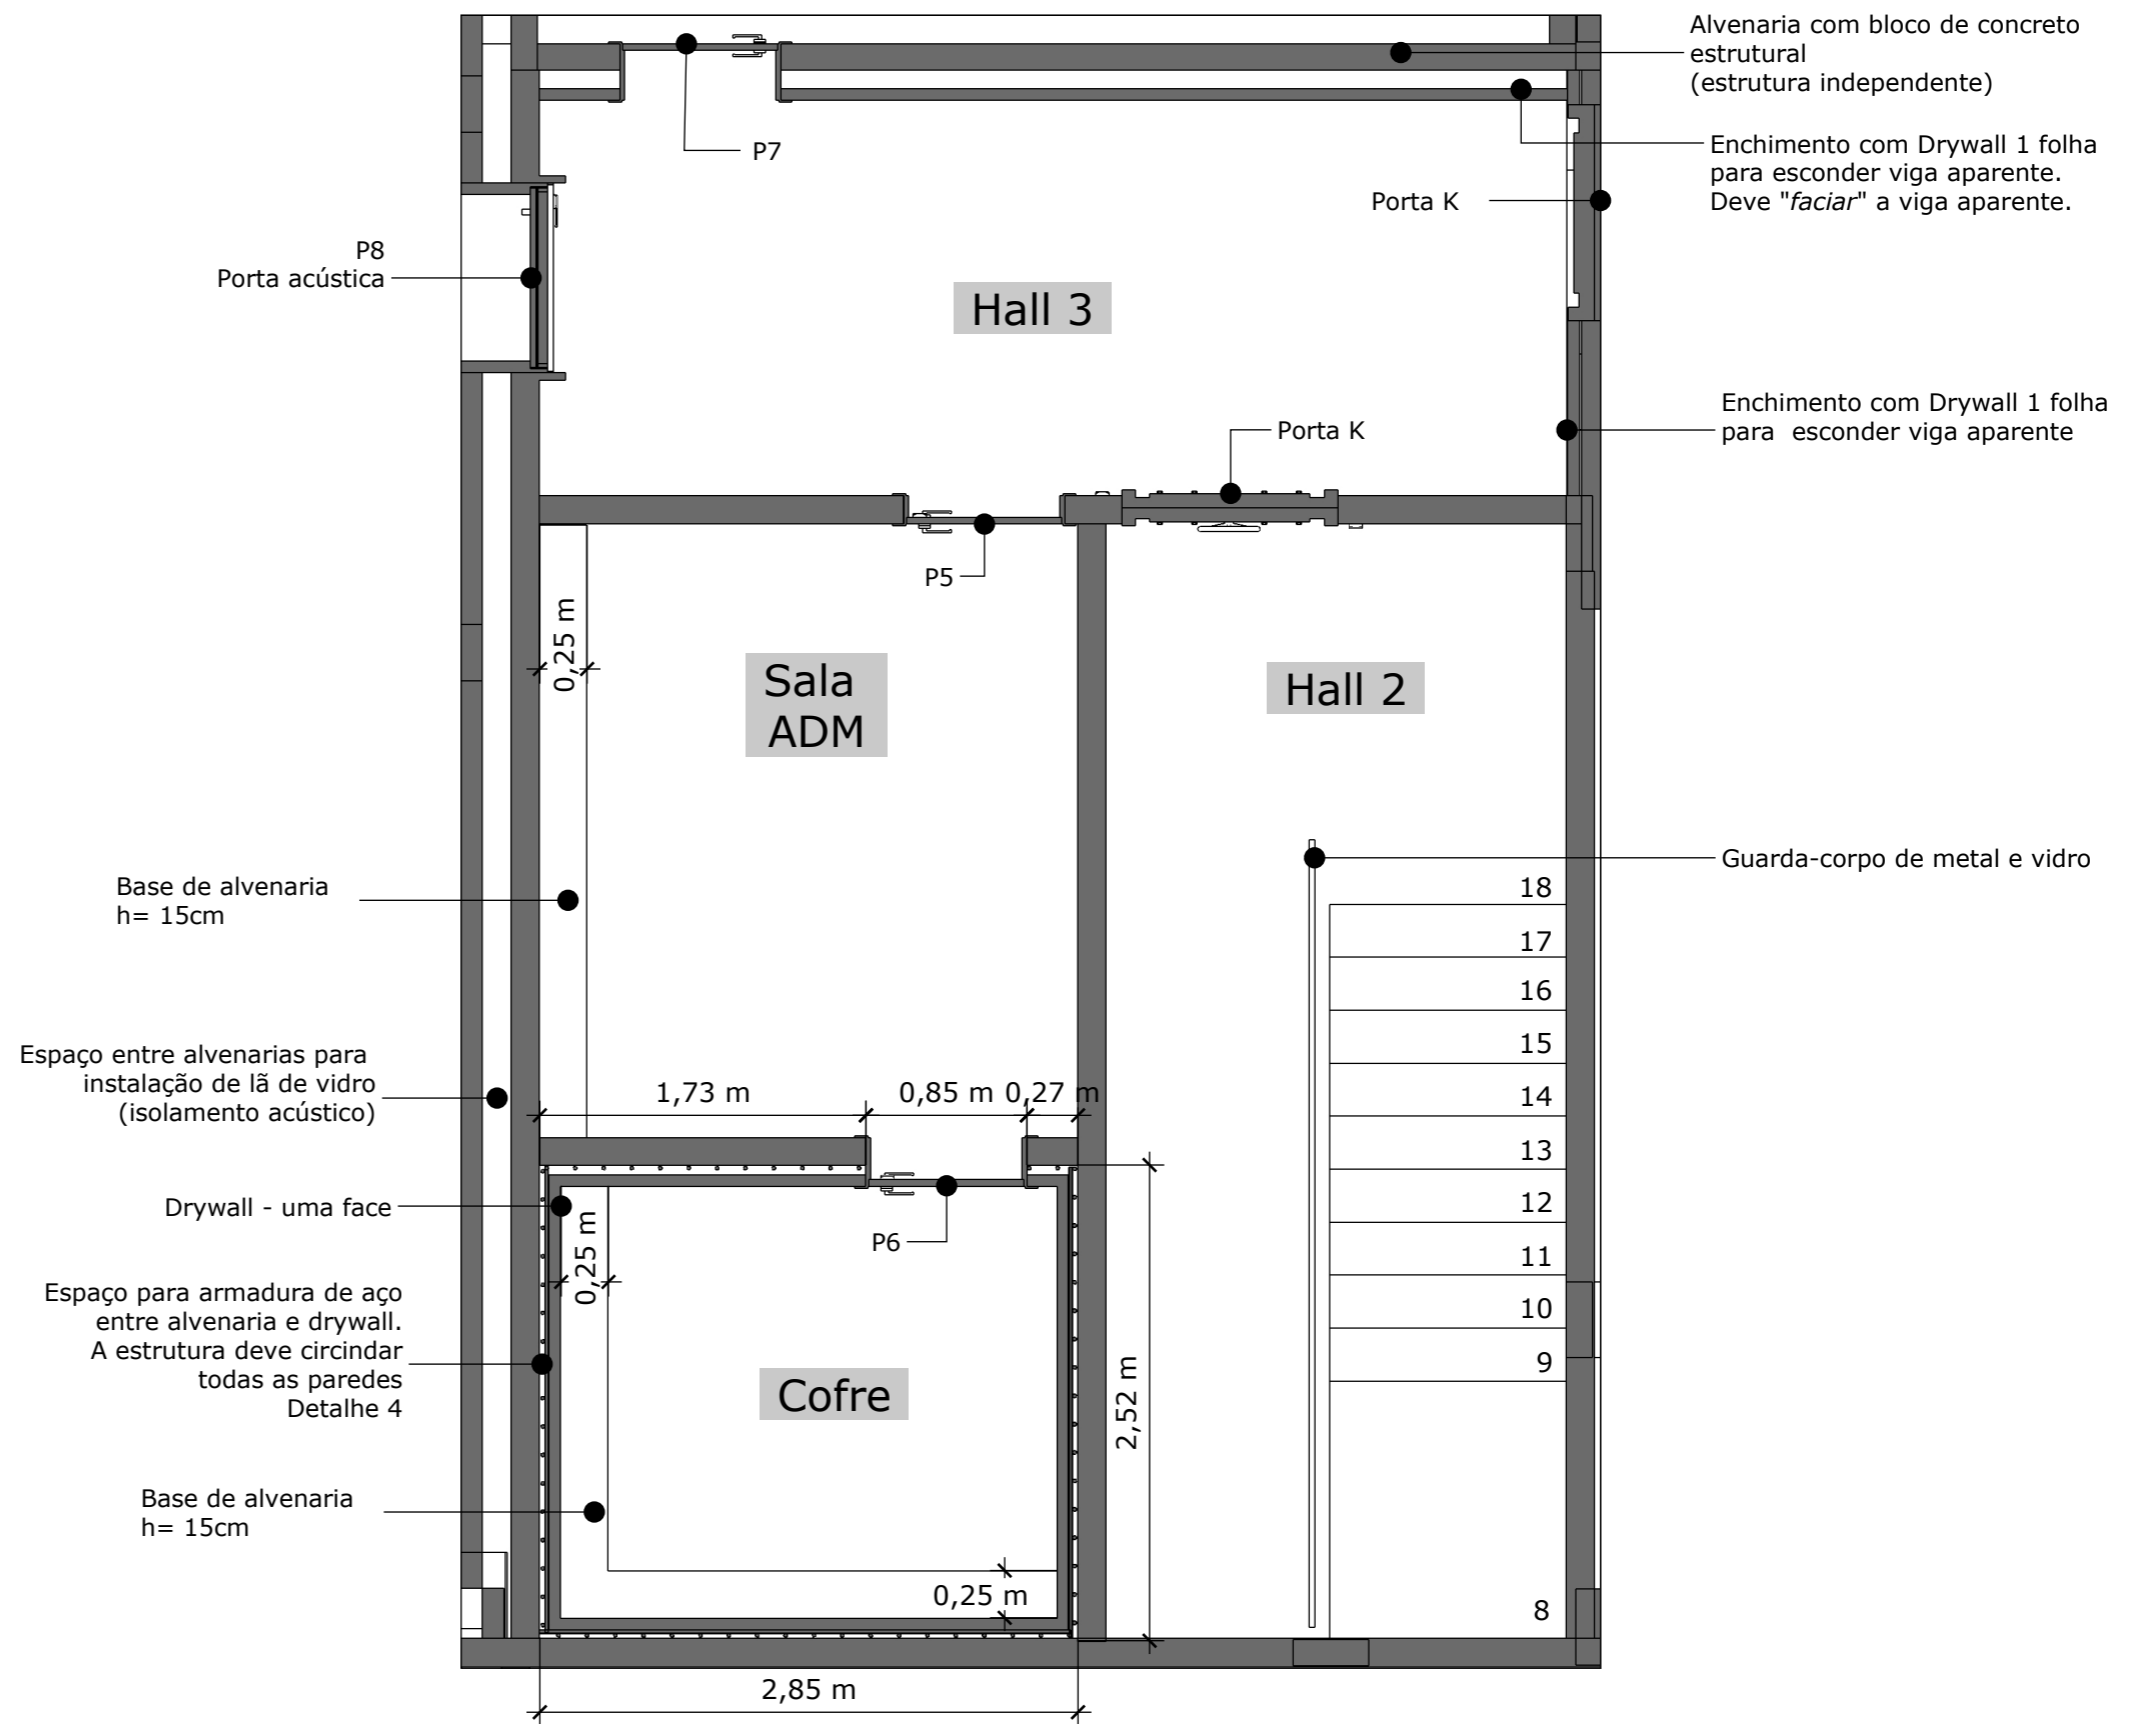 Alvenaria com bloco de concreto
estrutural
(estrutura independente)
P7
Enchimento com Drywall 1 folha
para esconder viga aparente.
Deve "faciar" a viga aparente.
Porta K
P8
Porta acústica
Hall 3
Enchimento com Drywall 1 folha
para  esconder viga aparente
Porta K
P5
0,25 m
Sala
ADM
Hall 2
Guarda-corpo de metal e vidro
Base de alvenaria
h= 15cm
18
17
16
15
14
13
12
11
10
9
8
Espaço entre alvenarias para
instalação de lã de vidro
(isolamento acústico)
1,73 m
0,85 m
0,27 m
Drywall - uma face
P6
0,25 m
Espaço para armadura de aço
entre alvenaria e drywall.
A estrutura deve circindar
todas as paredes
Detalhe 4
Cofre
2,52 m
Base de alvenaria
h= 15cm
0,25 m
2,85 m